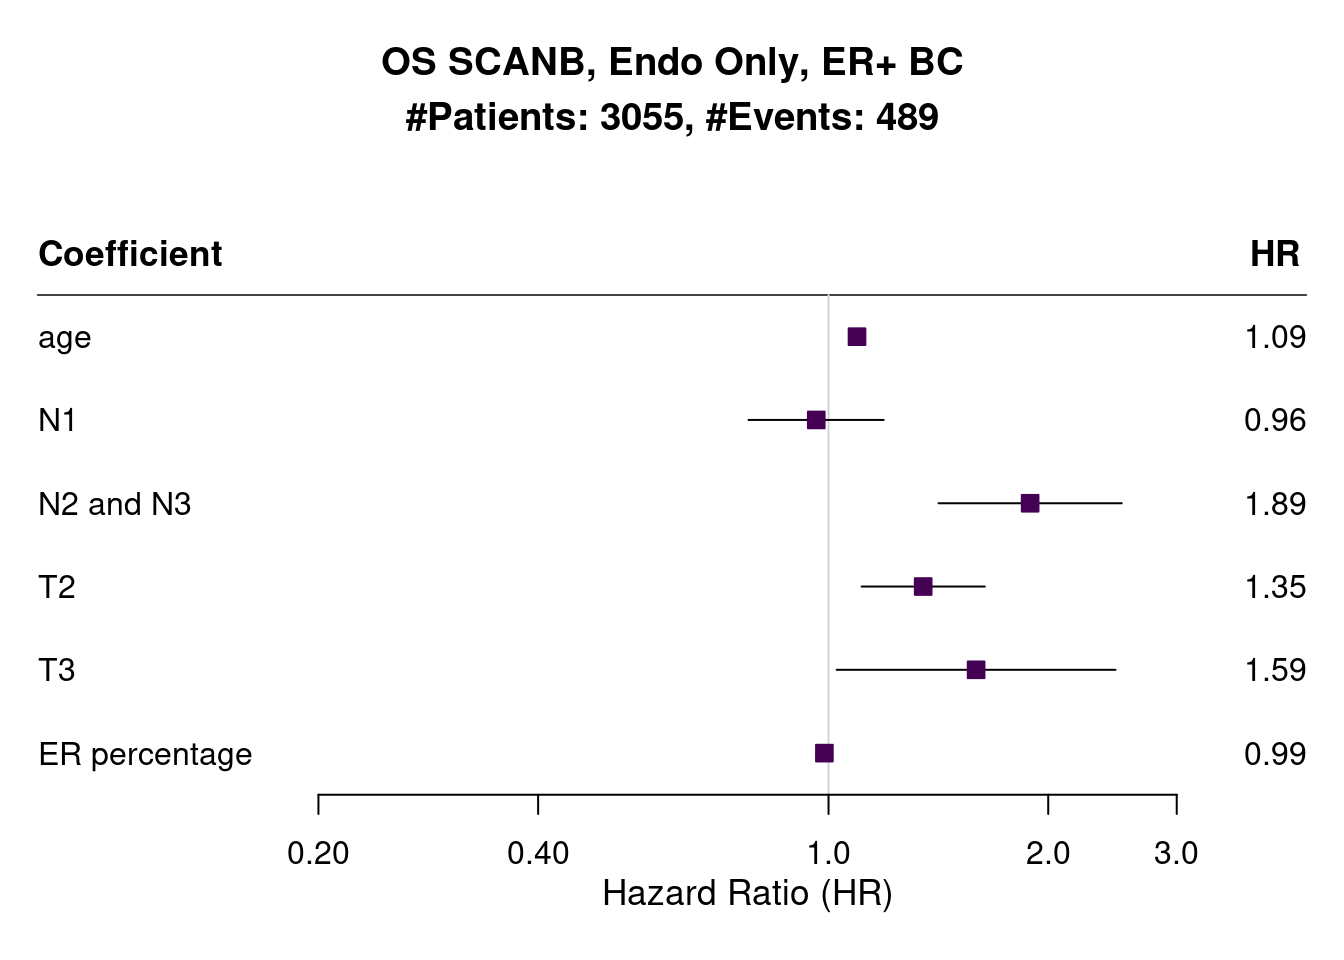 OS SCANB, Endo Only, ER+ BC
#Patients: 3055, #Events: 489
Coefficient HR
age 1.09
N1 0.96
N2 and N3 1.89
T2 1.35
T3 1.59
ER percentage 0.99
0.20 0.40 1.0 2.0 3.0
Hazard Ratio (HR)